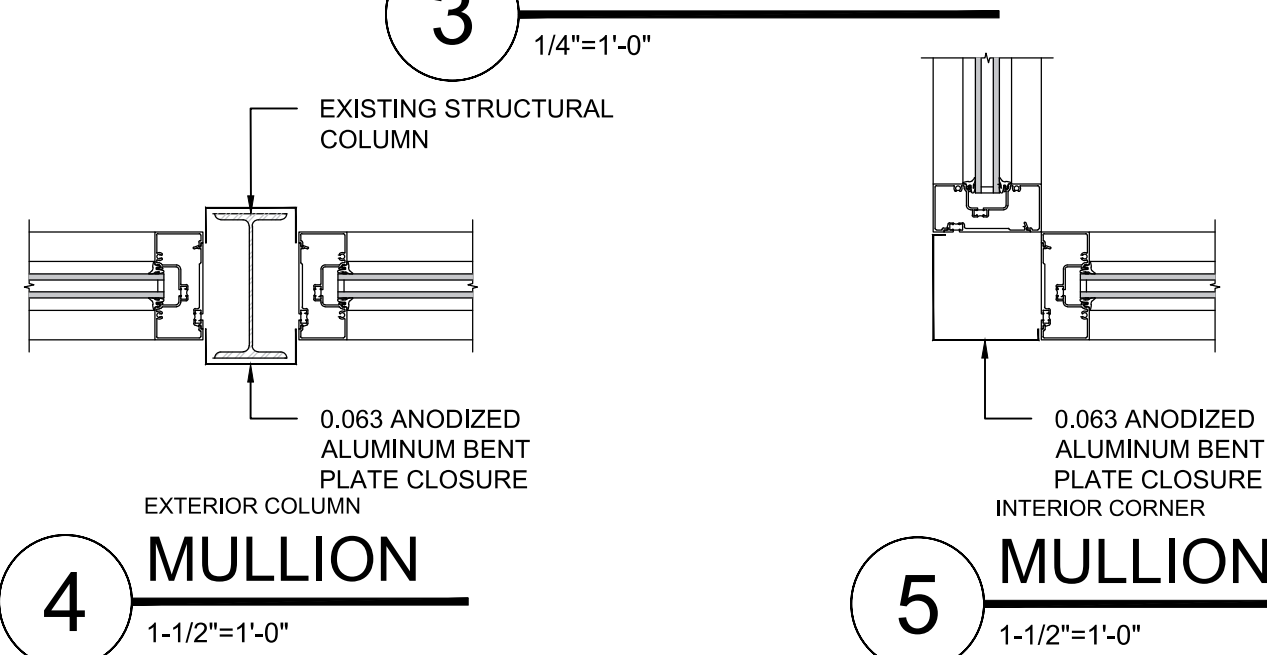 3
1/4"=1'-0"
EXISTING STRUCTURAL
COLUMN
0.063 ANODIZED
ALUMINUM BENT
PLATE CLOSURE
EXTERIOR COLUMN
4
MULLION
1-1/2"=1'-0"
0.063 ANODIZED
ALUMINUM BENT
PLATE CLOSURE
INTERIOR CORNER
5
MULLION
1-1/2"=1'-0"